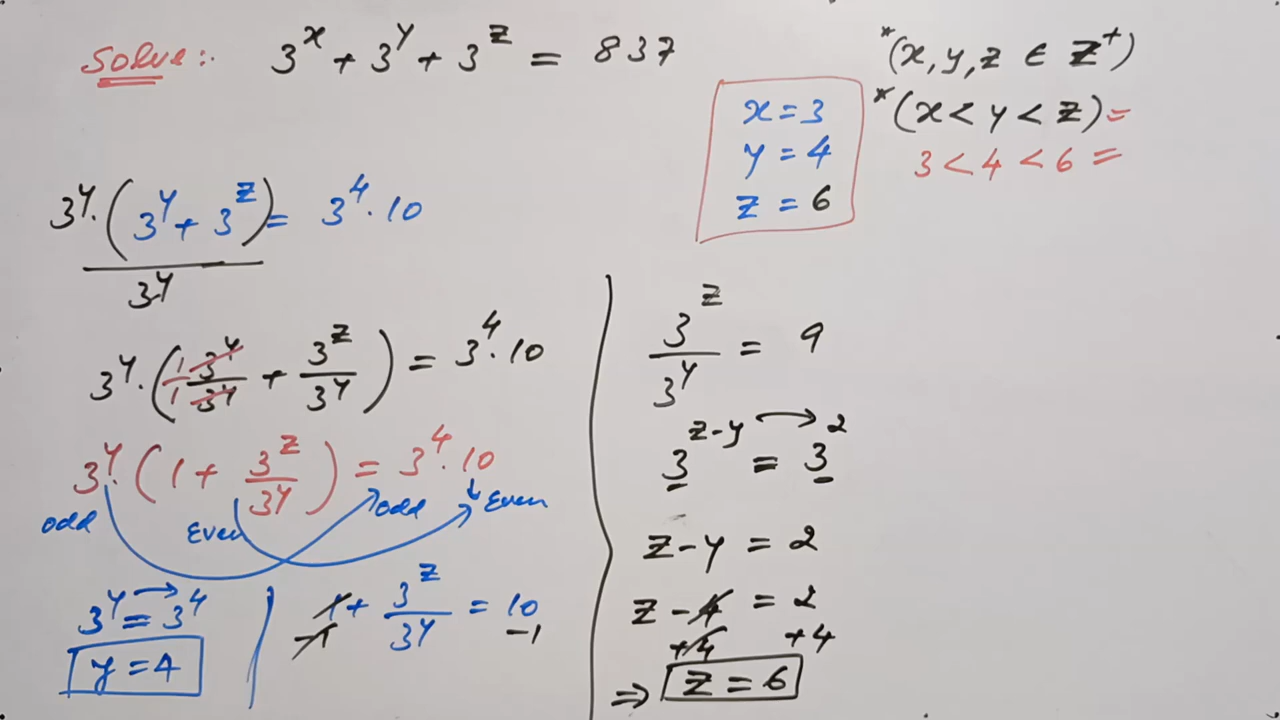 Solve:. 3^x + 3^y + 3^z = 837
*(x, y, z ∈ Z⁺)
*(x < y < z) =
3 < 4 < 6 =
x = 3
y = 4
z = 6
3^y · (3^y + 3^z) = 3^4 · 10
3^y
3^y · (1 3^y / 1 3^y + 3^z / 3^y) = 3^4 · 10
3^y · (1 + 3^z / 3^y) = 3^4 · 10
odd Even odd Even
3^y = 3^4
y = 4
1 + 3^z / 3^y = 10
-1 -1
3^z / 3^y = 9
3^(z-y) = 3^2
z - y = 2
z - 4 = 2
+4 +4
⇒ z = 6